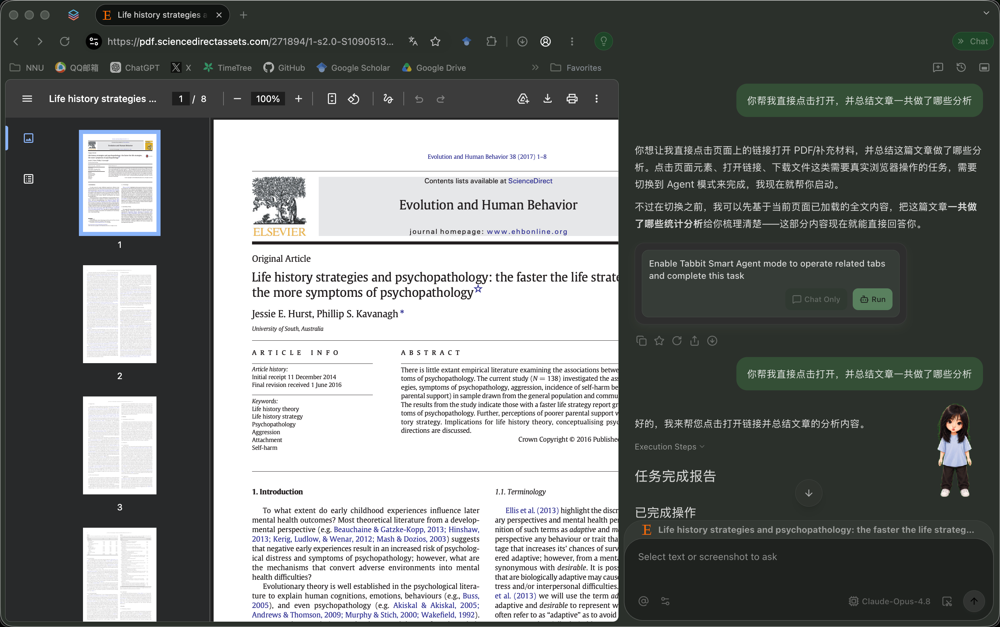 Life history strategies a
https://pdf.sciencedirectassets.com/271894/1-s2.0-S1090513...
Chat
NNU
QQ邮箱
ChatGPT
X
TimeTree
GitHub
Google Scholar
Google Drive
Favorites
Life history strategies ...
1 / 8
100%
1
2
3
Evolution and Human Behavior 38 (2017) 1–8
Contents lists available at ScienceDirect
Evolution and Human Behavior
journal homepage: www.ehbonline.org
ELSEVIER
Original Article
Life history strategies and psychopathology: the faster the life strate
the more symptoms of psychopathology☆
Jessie E. Hurst, Phillip S. Kavanagh *
University of South, Australia
ARTICLE INFO
Article history:
Initial receipt 11 December 2014
Final revision received 1 June 2016
Keywords:
Life history theory
Life history strategy
Psychopathology
Aggression
Attachment
Self-harm
ABSTRACT
There is little extant empirical literature examining the associations betwe
toms of psychopathology. The current study (N = 138) investigated the ass
egies, symptoms of psychopathology, aggression, incidence of self-harm be
parental support) in sample drawn from the general population and commu
The results from the study indicate those with a faster life strategy report gr
toms of psychopathology. Further, perceptions of poorer parental support w
tory strategy. Implications for life history theory, conceptualising psyc
directions are discussed.
Crown Copyright © 2016 Publishe
1. Introduction
To what extent do early childhood experiences influence later
mental health outcomes? Most theoretical literature from a develop-
mental perspective (e.g. Beauchaine & Gatzke-Kopp, 2013; Hinshaw,
2013; Kerig, Ludlow, & Wenar, 2012; Mash & Dozios, 2003) suggests
that negative early experiences result in an increased risk of psycholog-
ical distress and symptoms of psychopathology; however, what are
the mechanisms that convert adverse environments into mental
health difficulties?
Evolutionary theory is well established in the psychological litera-
ture to explain human cognitions, emotions, behaviours (e.g., Buss,
2005), and even psychopathology (e.g. Akiskal & Akiskal, 2005;
Andrews & Thomson, 2009; Murphy & Stich, 2000; Wakefield, 1992).
1.1. Terminology
Ellis et al. (2013) highlight the discr
ary perspectives and mental health per
nition of such terms as adaptive and m
perspective any behaviour or trait tha
tage that increases its' chances of surv
ered adaptive; however, from a menta
synonymous with desirable. It is poss
that are biologically adaptive may cause
tress and/or interpersonal difficulties.
et al. (2013) we will use the term ad
adaptive and desirable to represent w
often refer to as “adaptive” as to avoid
你帮我直接点击打开，并总结文章一共做了哪些分析
你想让我直接点击页面上的链接打开 PDF/补充材料，并总结这篇文章做了哪些分
析。点击页面元素、打开链接、下载文件这类需要真实浏览器操作的任务，需要
切换到 Agent 模式来完成，我现在就帮你启动。
不过在切换之前，我可以先基于当前页面已加载的全文内容，把这篇文章一共做
了哪些统计分析给你梳理清楚——这部分内容现在就能直接回答你。
Enable Tabbit Smart Agent mode to operate related tabs
and complete this task
Chat Only
Run
你帮我直接点击打开，并总结文章一共做了哪些分析
好的，我来帮您点击打开链接并总结文章的分析内容。
Execution Steps
任务完成报告
已完成操作
Life history strategies and psychopathology: the faster the life strateg...
Select text or screenshot to ask
Claude-Opus-4.8